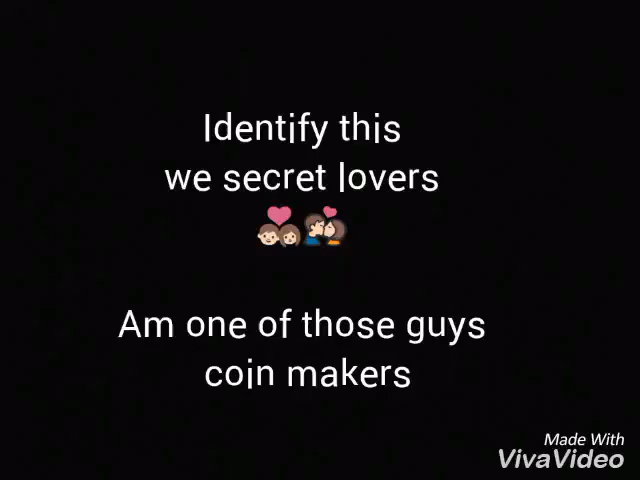 Identify this
we secret lovers
💑💏
Am one of those guys
coin makers
Made With
VivaVideo